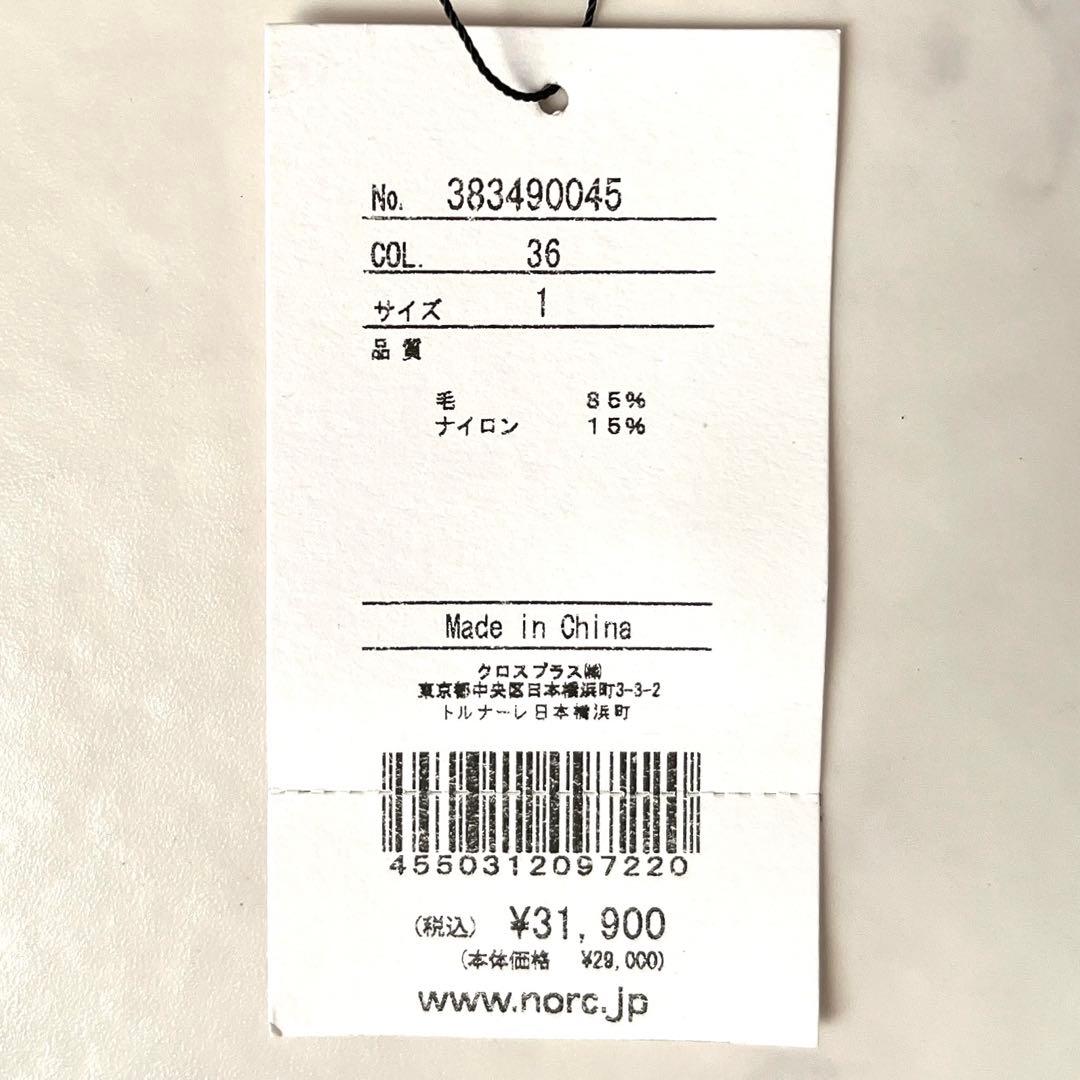 No. 383490045
COL. 36
サイズ 1
品質
毛 85%
ナイロン 15%
Made in China
クロスプラス㈱
東京都中央区日本橋浜町3-3-2
トルナーレ日本橋浜町
4550312097220
(税込) ¥31,900
(本体価格 ¥29,000)
www.norc.jp